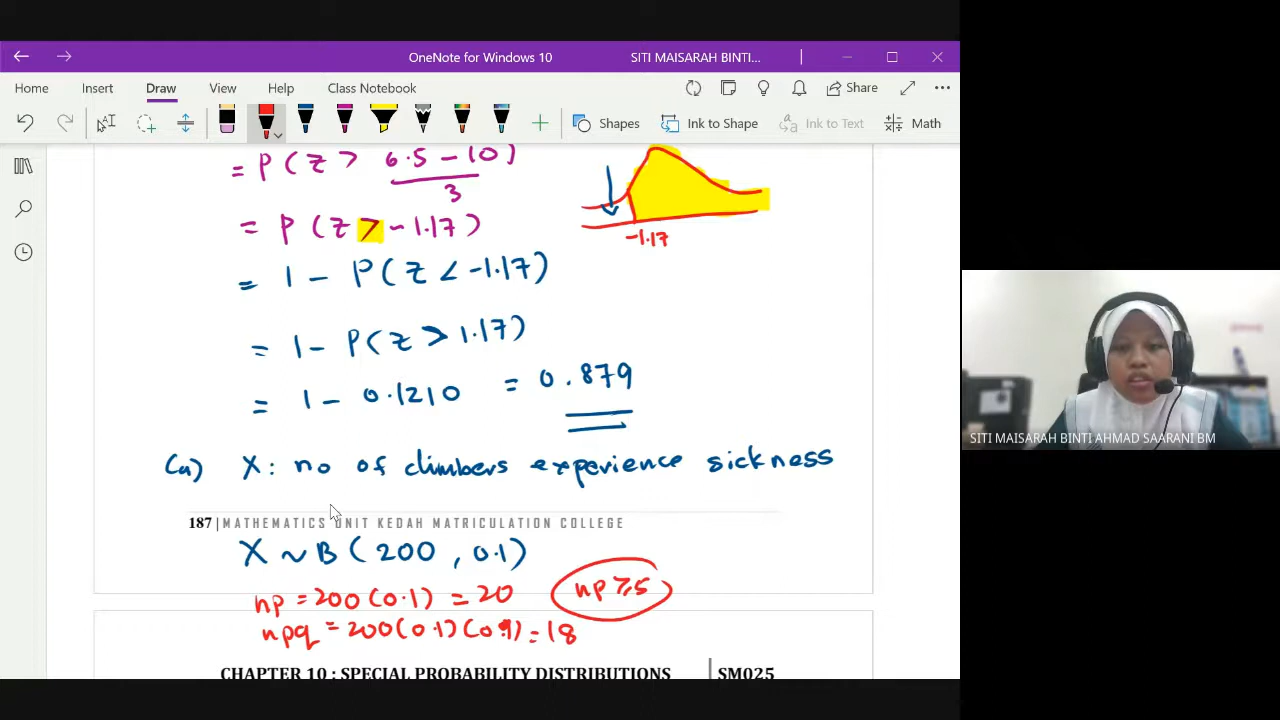 OneNote for Windows 10
SITI MAISARAH BINTI...
Home Insert Draw View Help Class Notebook
Share
Shapes Ink to Shape Ink to Text Math
= P(Z > 6.5 - 10)
3
= P(Z > -1.17)
-1.17
= 1 - P(Z < -1.17)
= 1 - P(Z > 1.17)
= 1 - 0.1210 = 0.879
(a) X: no of climbers experience sickness
187 | MATHEMATICS UNIT KEDAH MATRICULATION COLLEGE
X ~ B(200, 0.1)
np = 200(0.1) = 20 np ≥ 5
npq = 200(0.1)(0.9) = 18
CHAPTER 10 : SPECIAL PROBABILITY DISTRIBUTIONS SM025
SITI MAISARAH BINTI AHMAD SAARANI BM